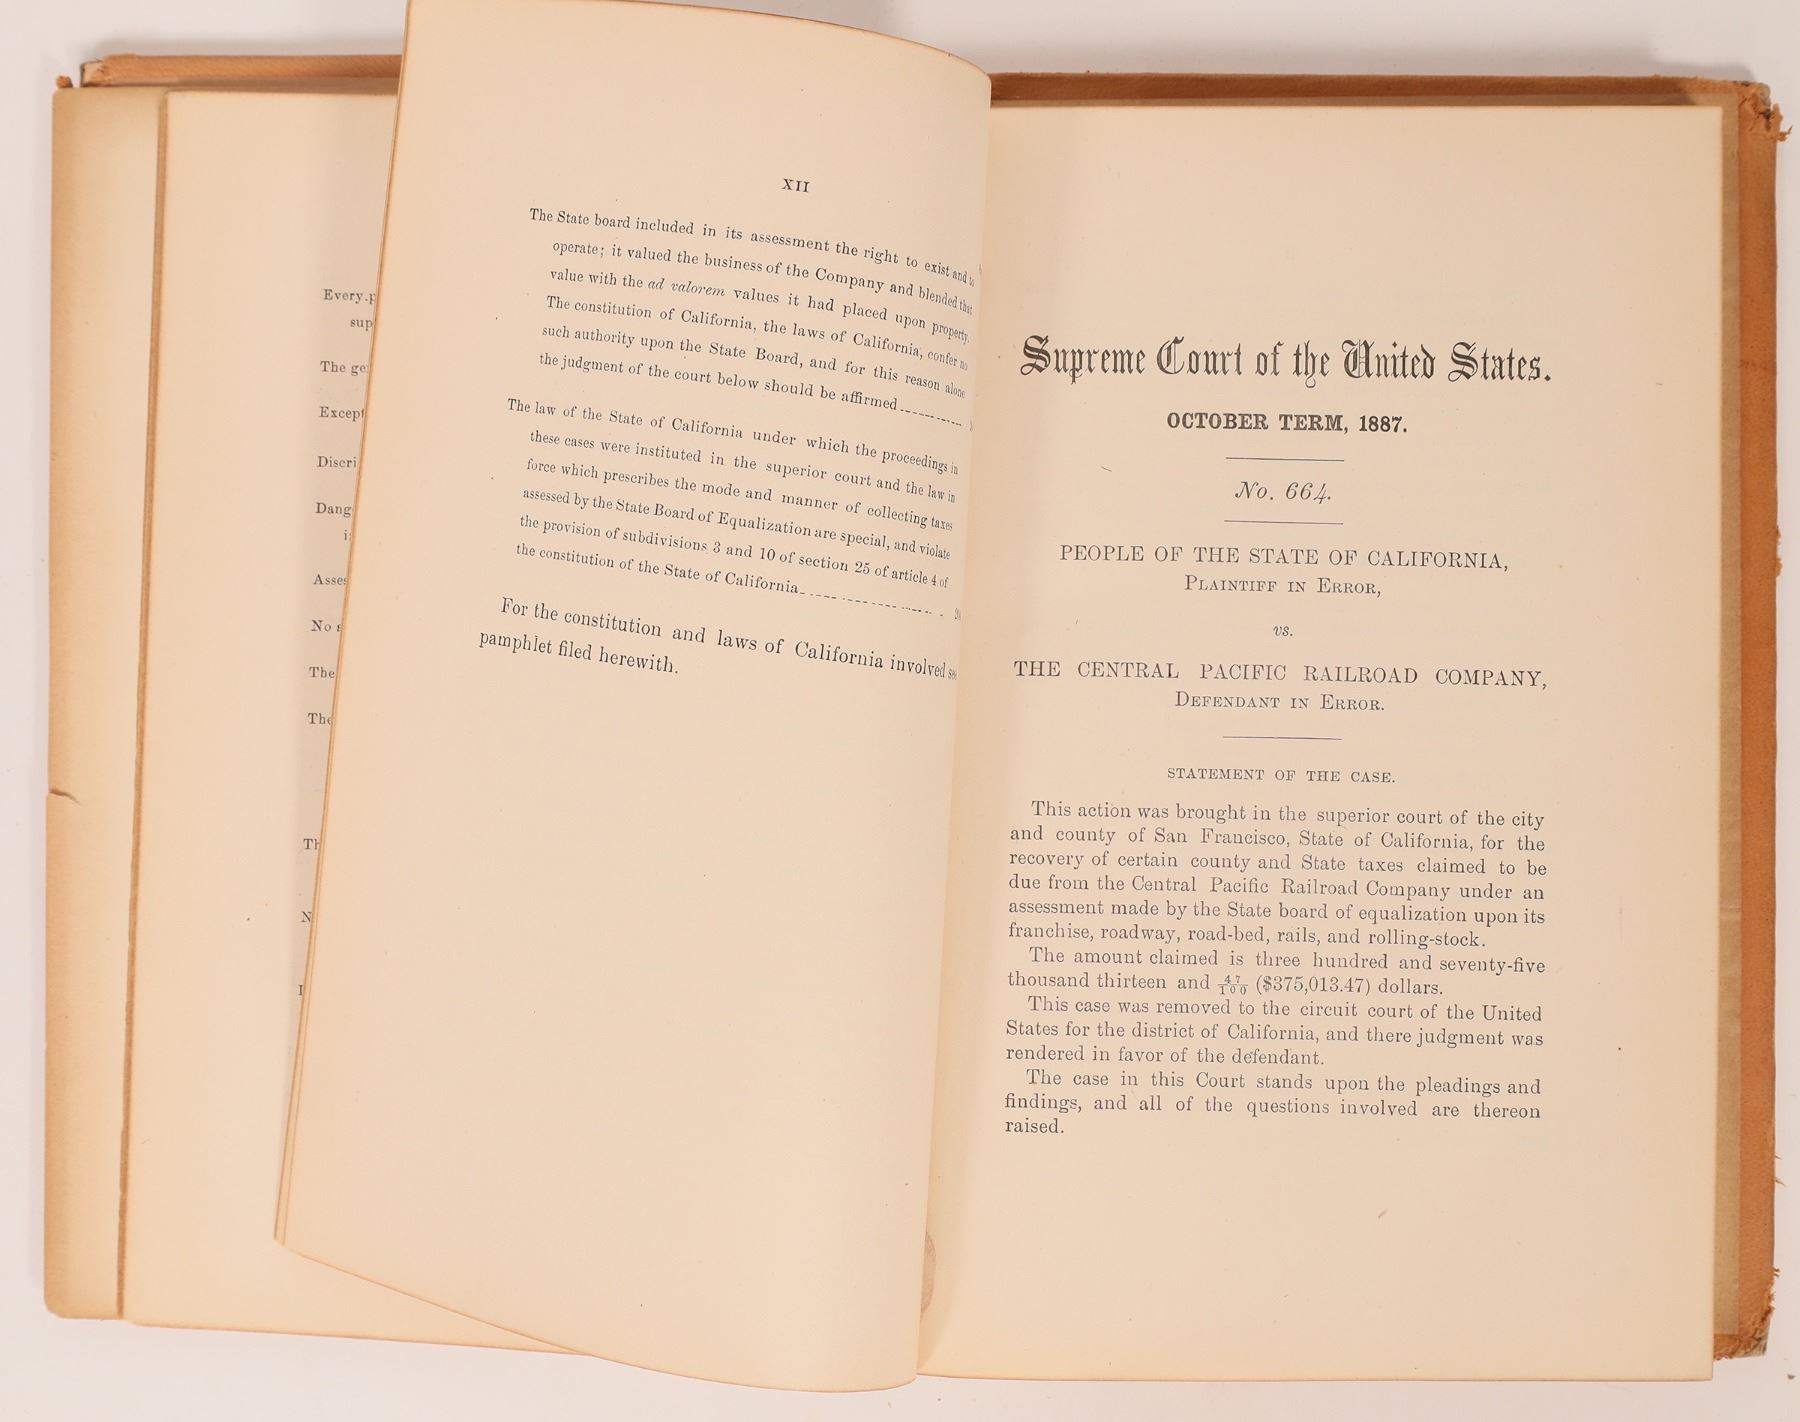 Every
sup
The ge
Except
Discri
Dang
Asses
No
The
The
XII
The State board included in its assessment the right to exist and to
operate; it valued the business of the Company and blended that
value with the ad valorem values it had placed upon property.
The constitution of California, the laws of California, confer no
such authority upon the State Board, and for this reason alone
the judgment of the court below should be affirmed
The law of the State of California under which the proceedings in
these cases were instituted in the superior court and the law in
force which prescribes the mode and manner of collecting taxes
assessed by the State Board of Equalization are special, and violate
the provision of subdivisions 3 and 10 of section 25 of article 4 of
the constitution of the State of California
For the constitution and laws of California involved see
pamphlet filed herewith.
Supreme Court of the United States.
OCTOBER TERM, 1887.
No. 664.
PEOPLE OF THE STATE OF CALIFORNIA,
PLAINTIFF IN ERROR,
vs.
THE CENTRAL PACIFIC RAILROAD COMPANY,
DEFENDANT IN ERROR.
STATEMENT OF THE CASE.
This action was brought in the superior court of the city
and county of San Francisco, State of California, for the
recovery of certain county and State taxes claimed to be
due from the Central Pacific Railroad Company under an
assessment made by the State board of equalization upon its
franchise, roadway, road-bed, rails, and rolling-stock.
The amount claimed is three hundred and seventy-five
thousand thirteen and 47/100 ($375,013.47) dollars.
This case was removed to the circuit court of the United
States for the district of California, and there judgment was
rendered in favor of the defendant.
The case in this Court stands upon the pleadings and
findings, and all of the questions involved are thereon
raised.